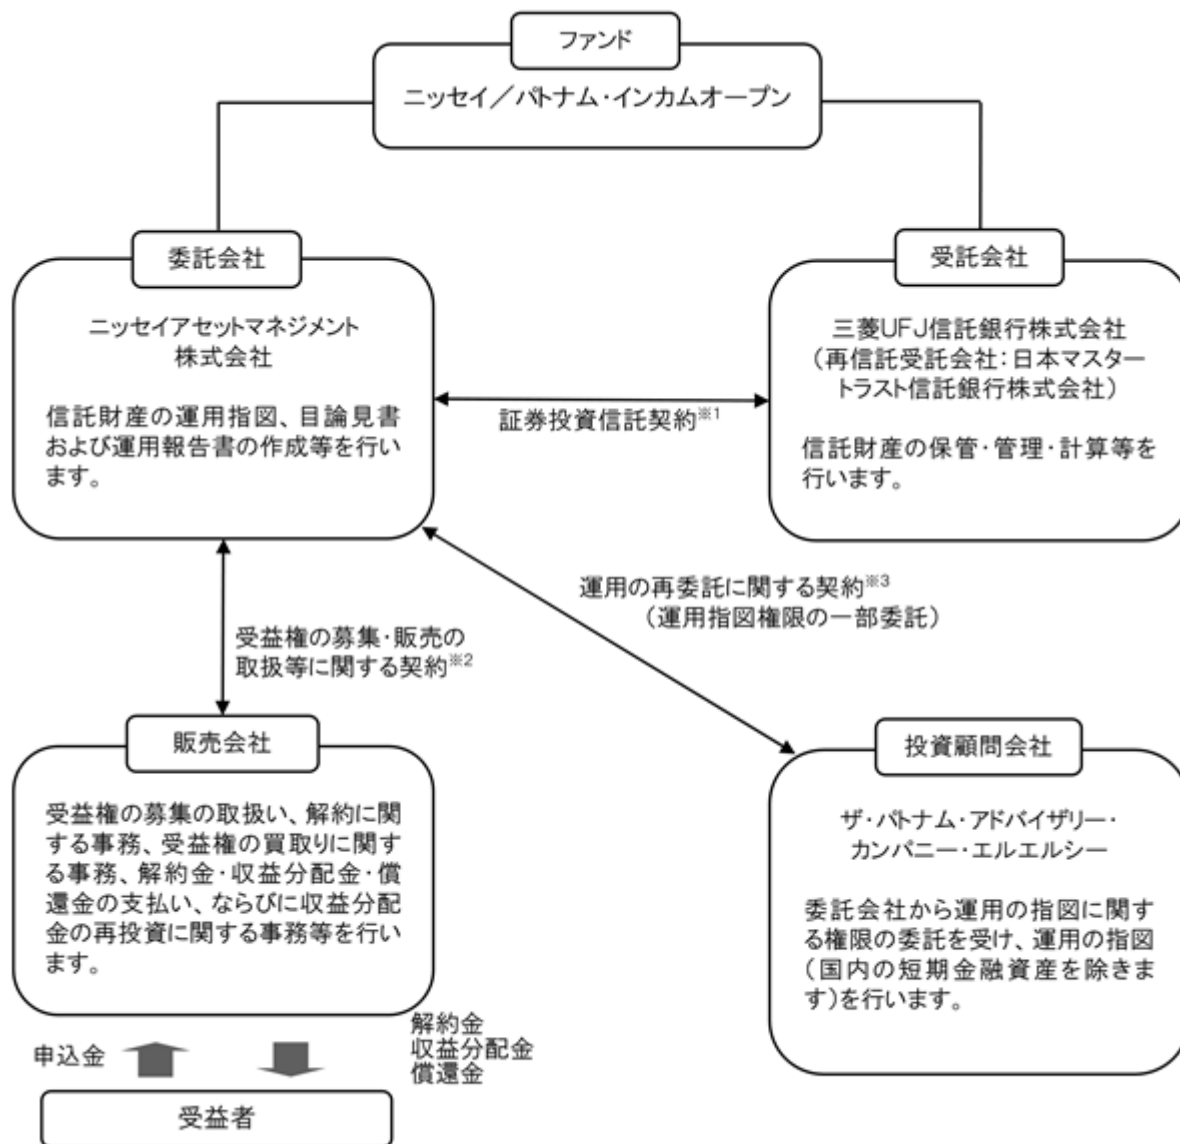 ファンド
ニッセイ／パトナム・インカムオープン
委託会社
ニッセイアセットマネジメント
株式会社
信託財産の運用指図、目論見書
および運用報告書の作成等を行い
ます。
受託会社
三菱UFJ信託銀行株式会社
（再信託受託会社：日本マスター
トラスト信託銀行株式会社）
信託財産の保管・管理・計算等を
行います。
証券投資信託契約※1
運用の再委託に関する契約※3
（運用指図権限の一部委託）
受益権の募集・販売の
取扱等に関する契約※2
販売会社
受益権の募集の取扱い、解約に関
する事務、受益権の買取りに関す
る事務、解約金・収益分配金・償
還金の支払い、ならびに収益分配
金の再投資に関する事務等を行い
ます。
投資顧問会社
ザ・パトナム・アドバイザリー・
カンパニー・エルエルシー
委託会社から運用の指図に関す
る権限の委託を受け、運用の指図
（国内の短期金融資産を除きま
す）を行います。
申込金
解約金
収益分配金
償還金
受益者